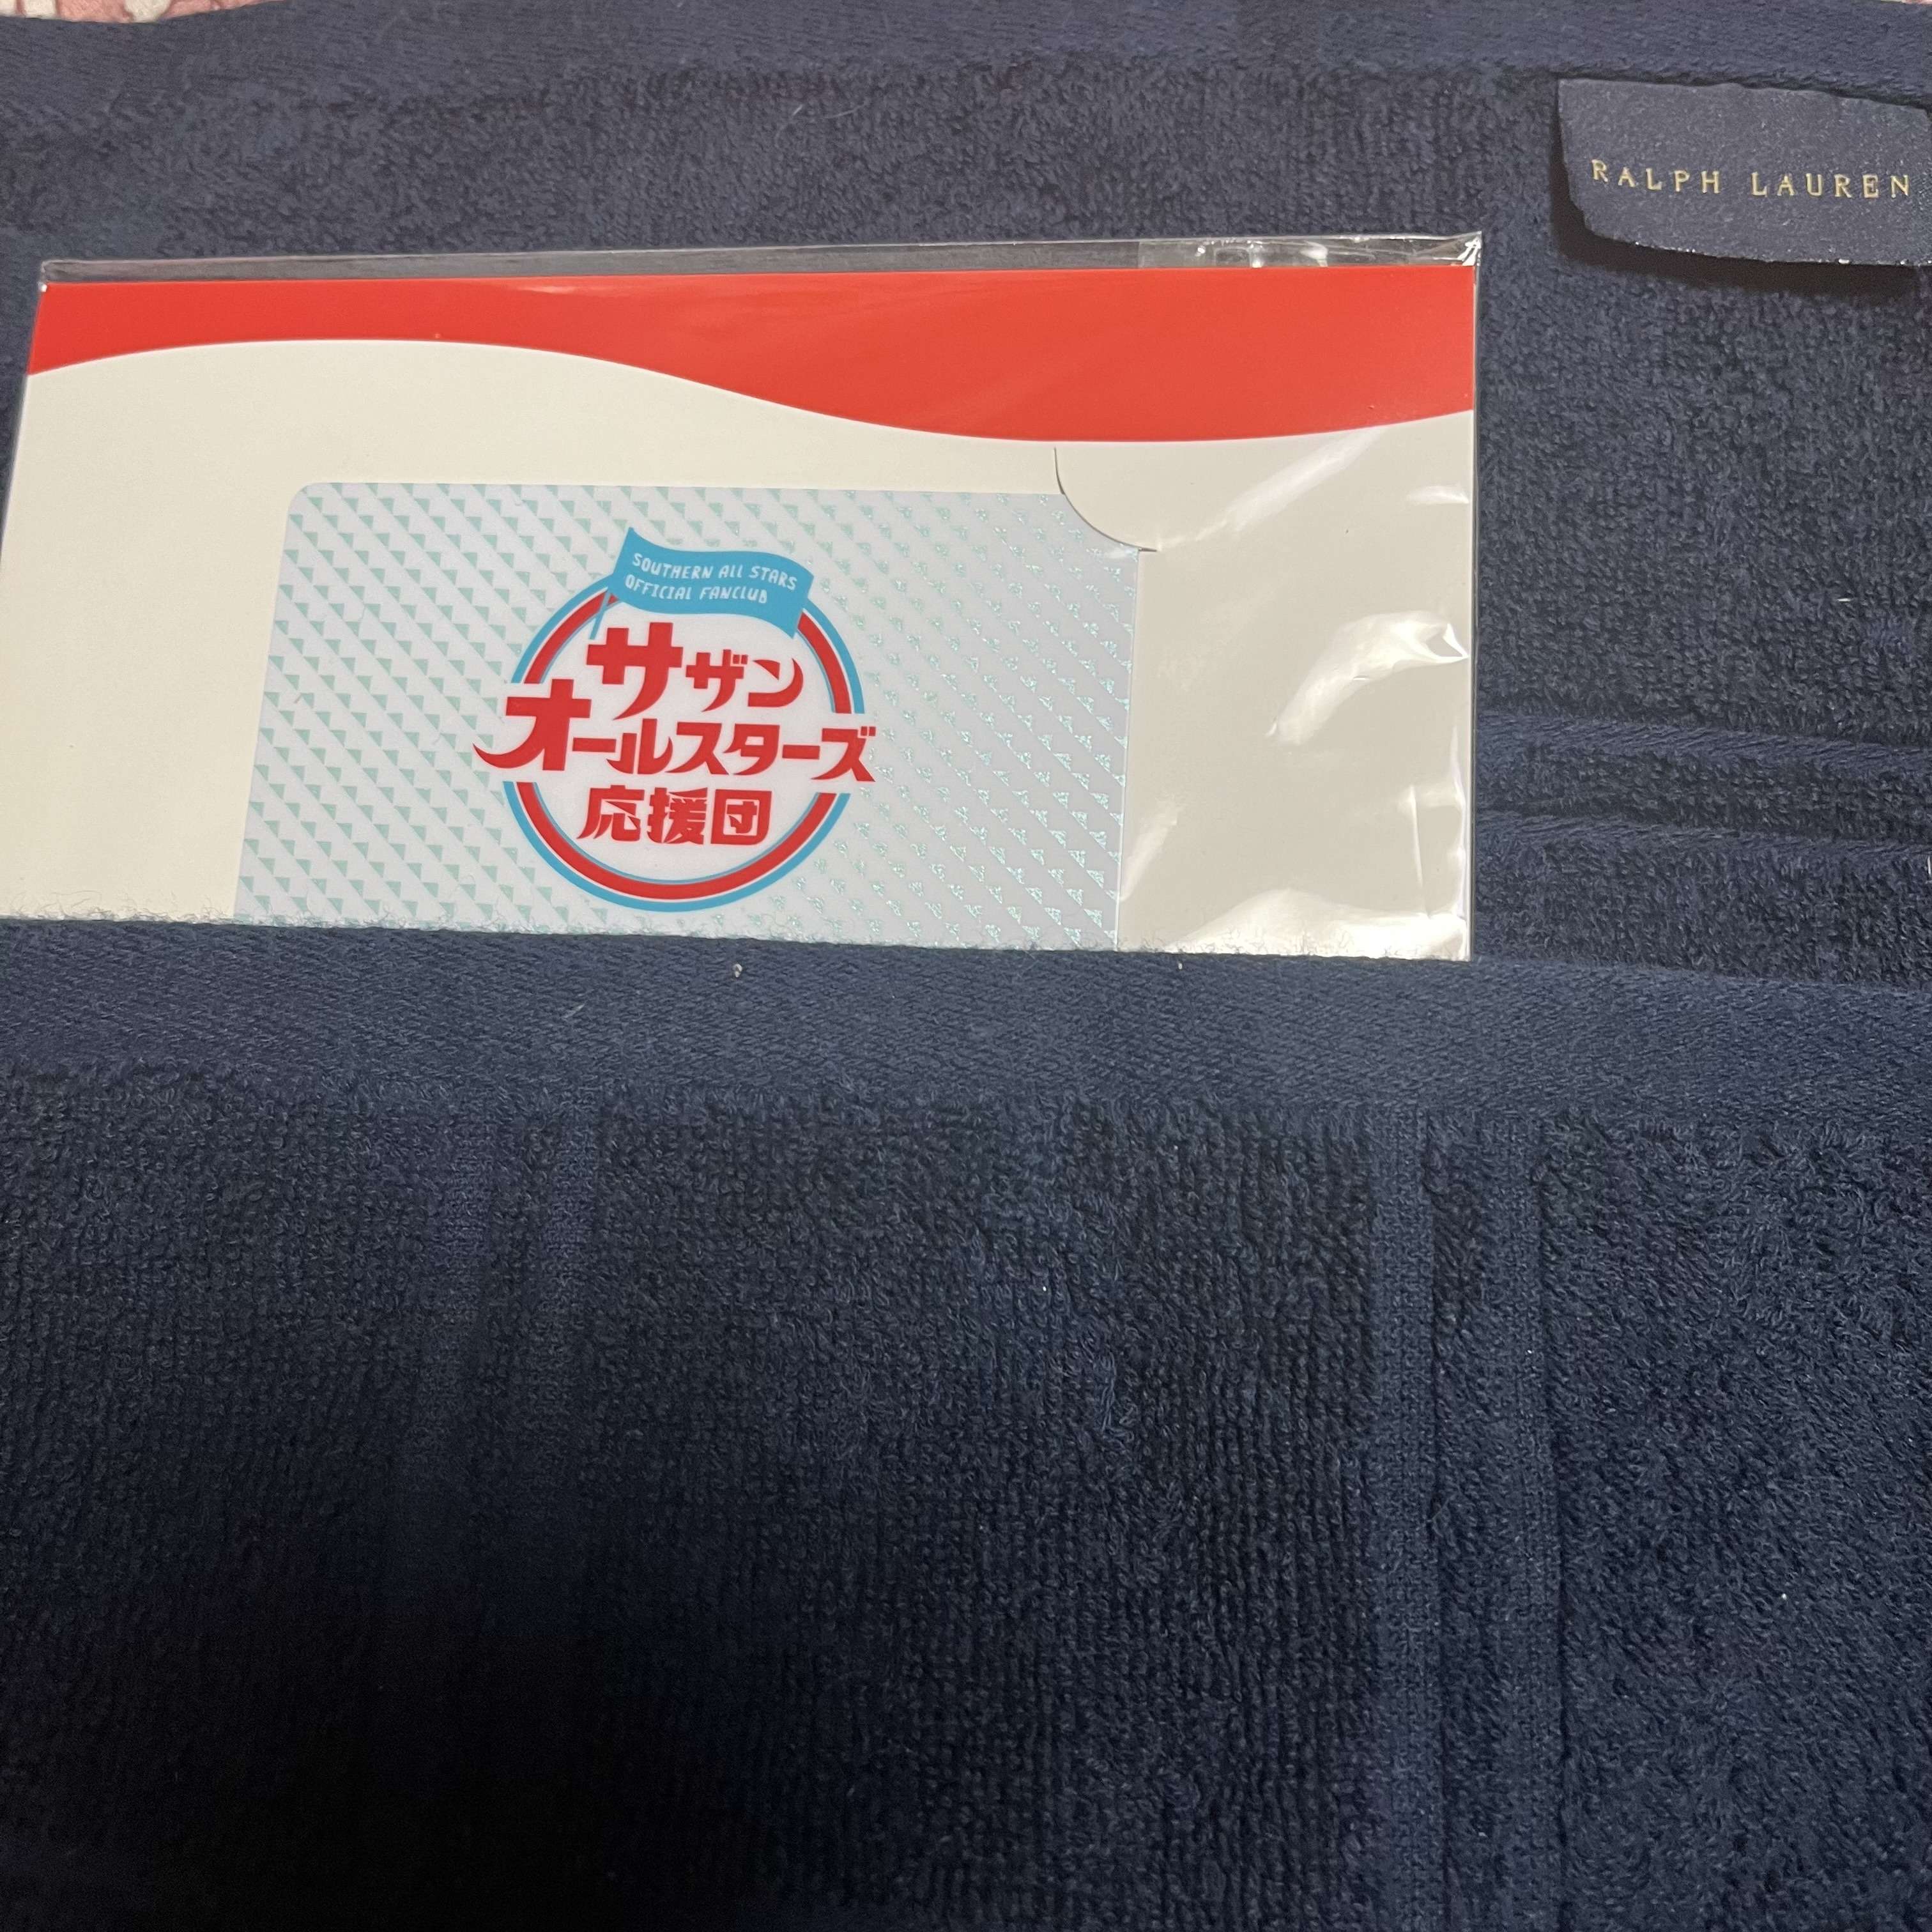 RALPH LAUREN
SOUTHERN ALL STARS
OFFICIAL FANCLUB
サザン
オールスターズ
応援団